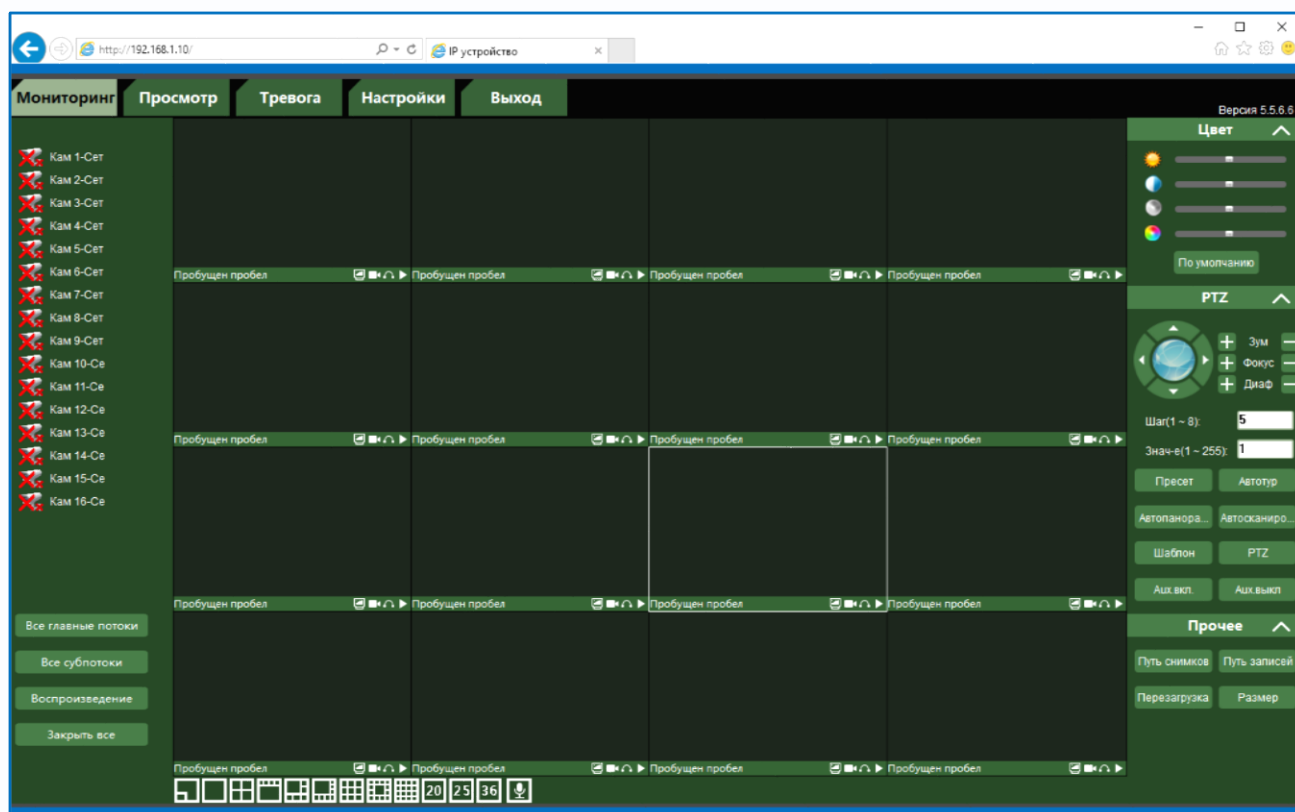 http://192.168.1.10/
IP устройство
Мониторинг Просмотр Тревога Настройки Выход
Версия 5.5.6.6
Кам 1-Сет
Кам 2-Сет
Кам 3-Сет
Кам 4-Сет
Кам 5-Сет
Кам 6-Сет
Кам 7-Сет
Кам 8-Сет
Кам 9-Сет
Кам 10-Се
Кам 11-Се
Кам 12-Се
Кам 13-Се
Кам 14-Се
Кам 15-Се
Кам 16-Се
Все главные потоки
Все субпотоки
Воспроизведение
Закрыть все
Пробущен пробел Пробущен пробел Пробущен пробел Пробущен пробел
Пробущен пробел Пробущен пробел Пробущен пробел Пробущен пробел
Пробущен пробел Пробущен пробел Пробущен пробел Пробущен пробел
Пробущен пробел Пробущен пробел Пробущен пробел Пробущен пробел
20 25 36
Цвет
По умолчанию
PTZ
Зум
Фокус
Диаф
Шаг(1 ~ 8): 5
Знач-е(1 ~ 255): 1
Пресет Автотур
Автопанора... Автосканиро...
Шаблон PTZ
Aux.вкл. Aux.выкл
Прочее
Путь снимков Путь записей
Перезагрузка Размер